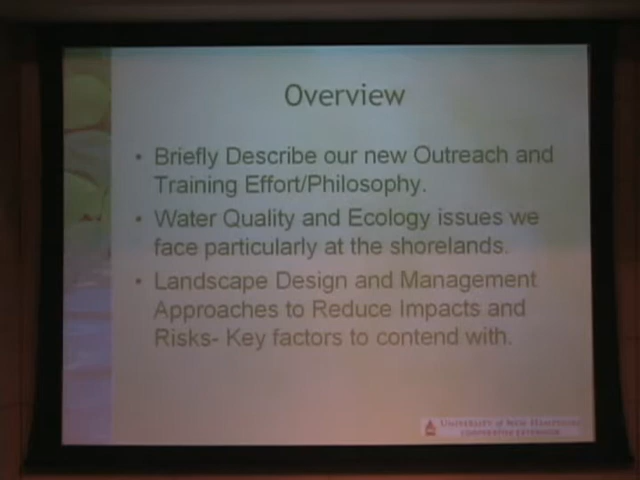 Overview
• Briefly Describe our new Outreach and
Training Effort/Philosophy.
• Water Quality and Ecology issues we
face particularly at the shorelands.
• Landscape Design and Management
Approaches to Reduce Impacts and
Risks- Key factors to contend with.
University of New Hampshire
Cooperative Extension